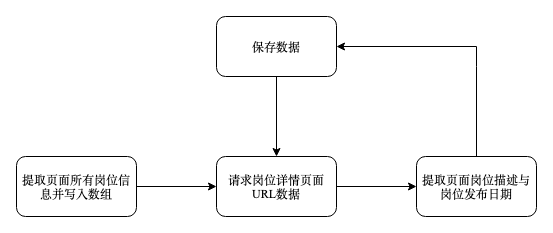 保存数据
提取页面所有岗位信
息并写入数组
请求岗位详情页面
URL数据
提取页面岗位描述与
岗位发布日期